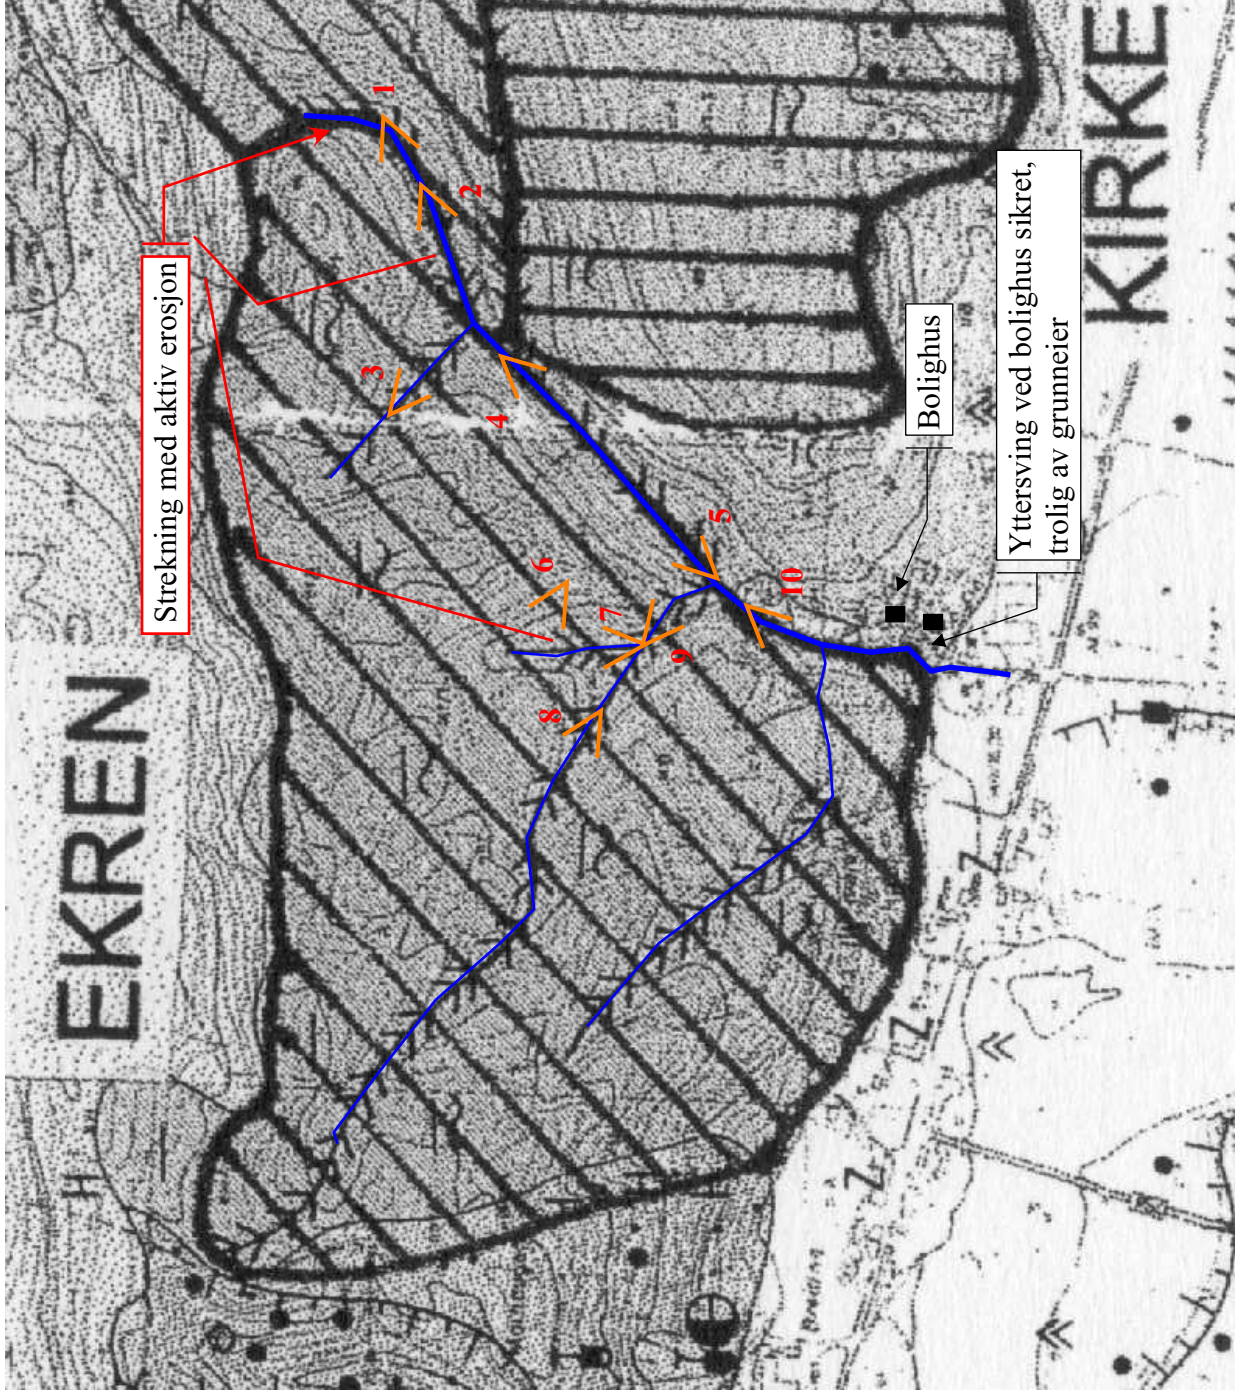 EKREN
Strekning med aktiv erosjon
1
2
3
4
5
6
7
8
9
10
Bolighus
Yttersving ved bolighus sikret,
trolig av grunneier
KIRKE
Z
Z
Z
H